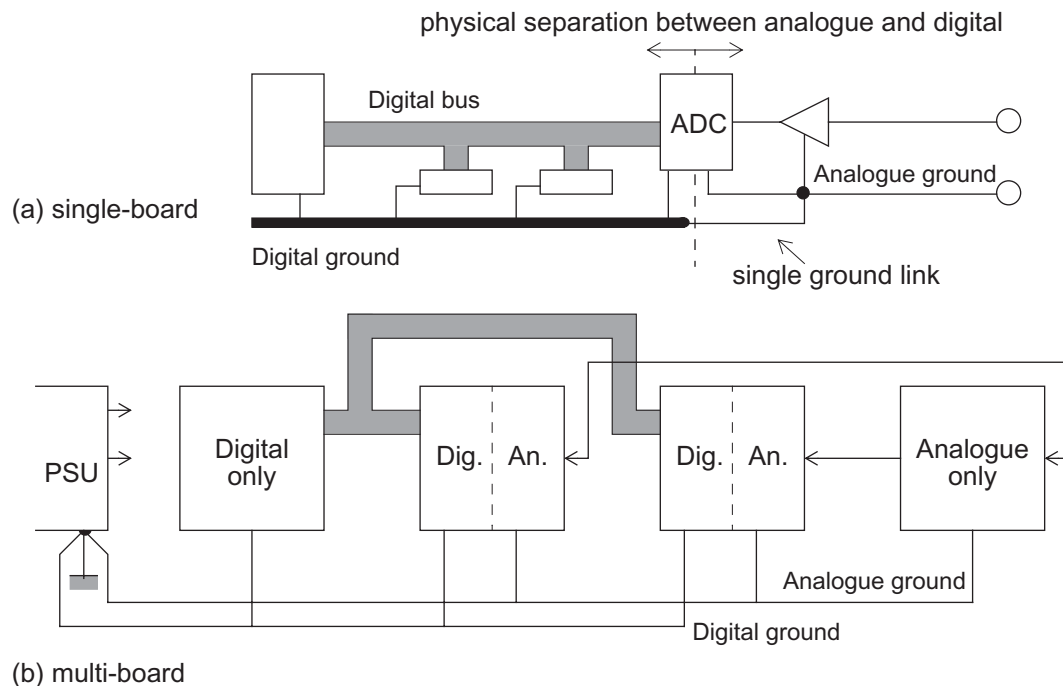 physical separation between analogue and digital
Digital bus
ADC
Analogue ground
(a) single-board
Digital ground
single ground link
PSU
Digital
only
Dig.
An.
Dig.
An.
Analogue
only
Analogue ground
Digital ground
(b) multi-board